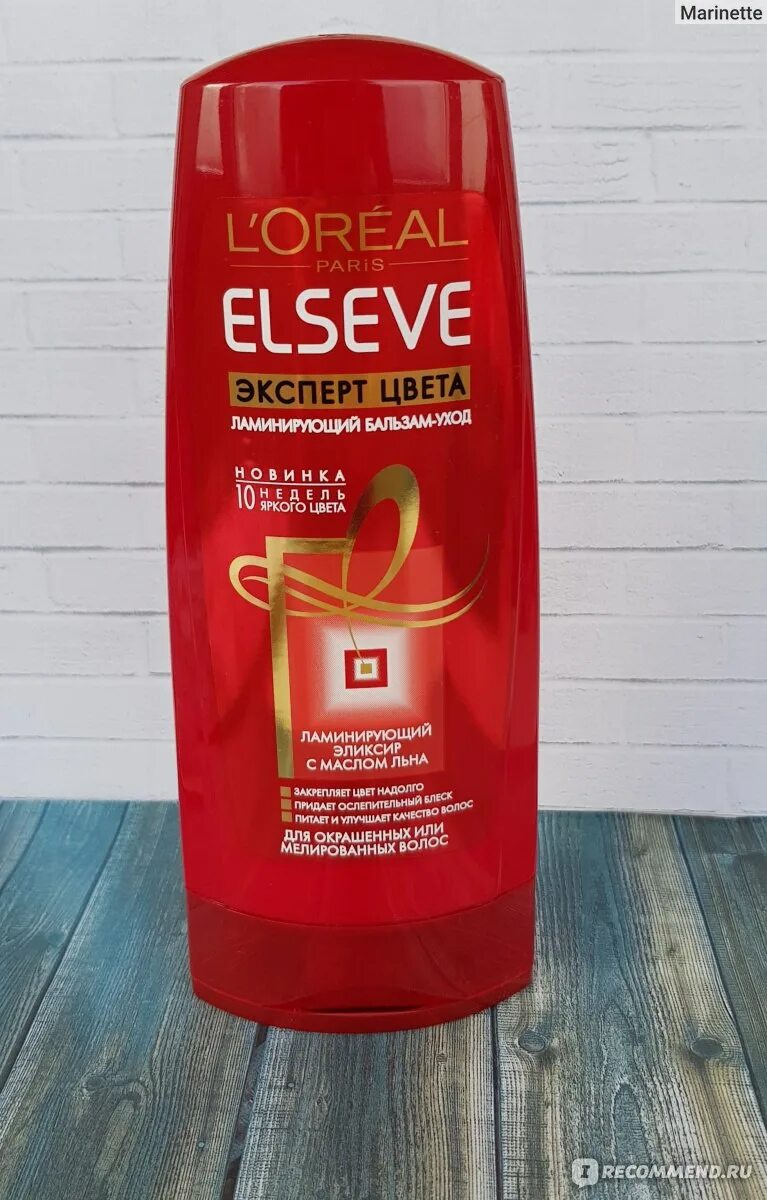 Marinette
L'ORÉAL
PARIS
ELSEVE
ЭКСПЕРТ ЦВЕТА
ЛАМИНИРУЮЩИЙ БАЛЬЗАМ-УХОД
НОВИНКА
10 НЕДЕЛЬ
ЯРКОГО ЦВЕТА
ЛАМИНИРУЮЩИЙ
ЭЛИКСИР
С МАСЛОМ ЛЬНА
ЗАКРЕПЛЯЕТ ЦВЕТ НАДОЛГО
ПРИДАЕТ ОСЛЕПИТЕЛЬНЫЙ БЛЕСК
ПИТАЕТ И УЛУЧШАЕТ КАЧЕСТВО ВОЛОС
ДЛЯ ОКРАШЕННЫХ ИЛИ
МЕЛИРОВАННЫХ ВОЛОС
RECOMMEND.RU